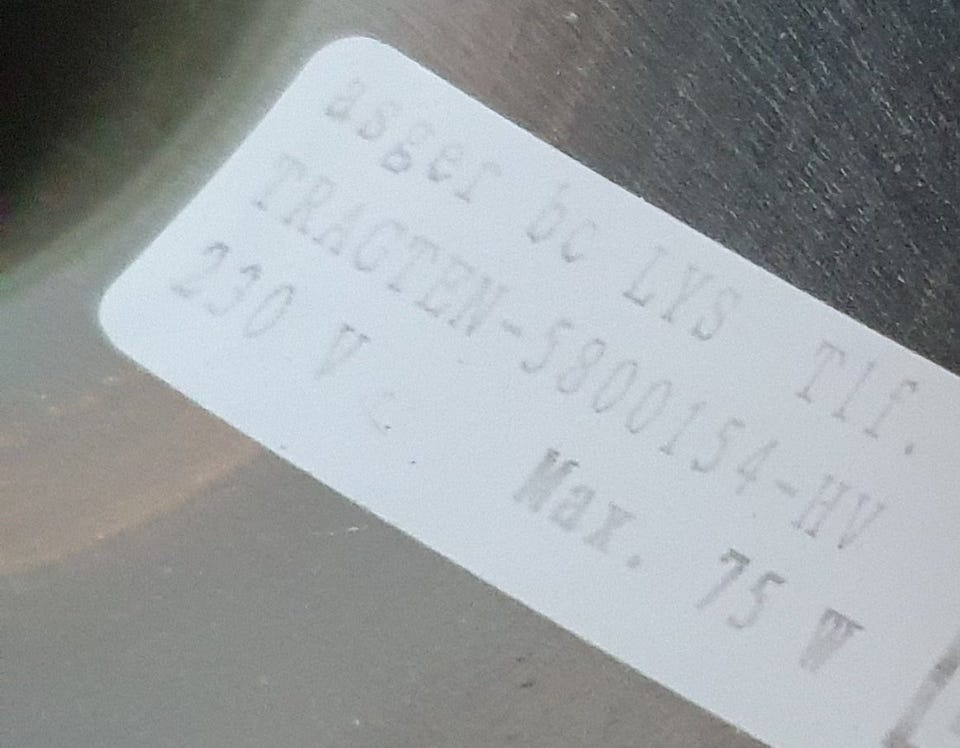 asger bc LYS Tlf.
TRAGTEN-5800154-HV
230 V Max. 75 W